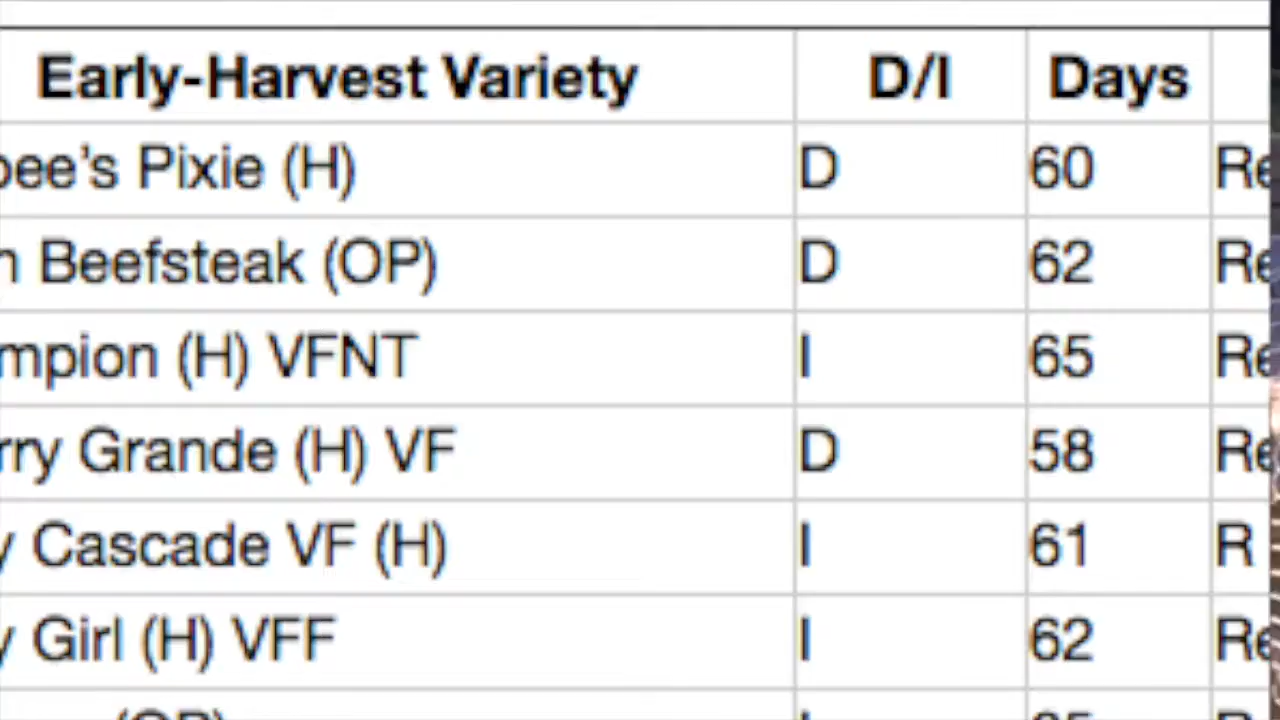 Early-Harvest Variety D/I Days
bee's Pixie (H) D 60 Re
Beefsteak (OP) D 62 Re
mpion (H) VFNT I 65 Re
rry Grande (H) VF D 58 Re
y Cascade VF (H) I 61 R
y Girl (H) VFF I 62 Re